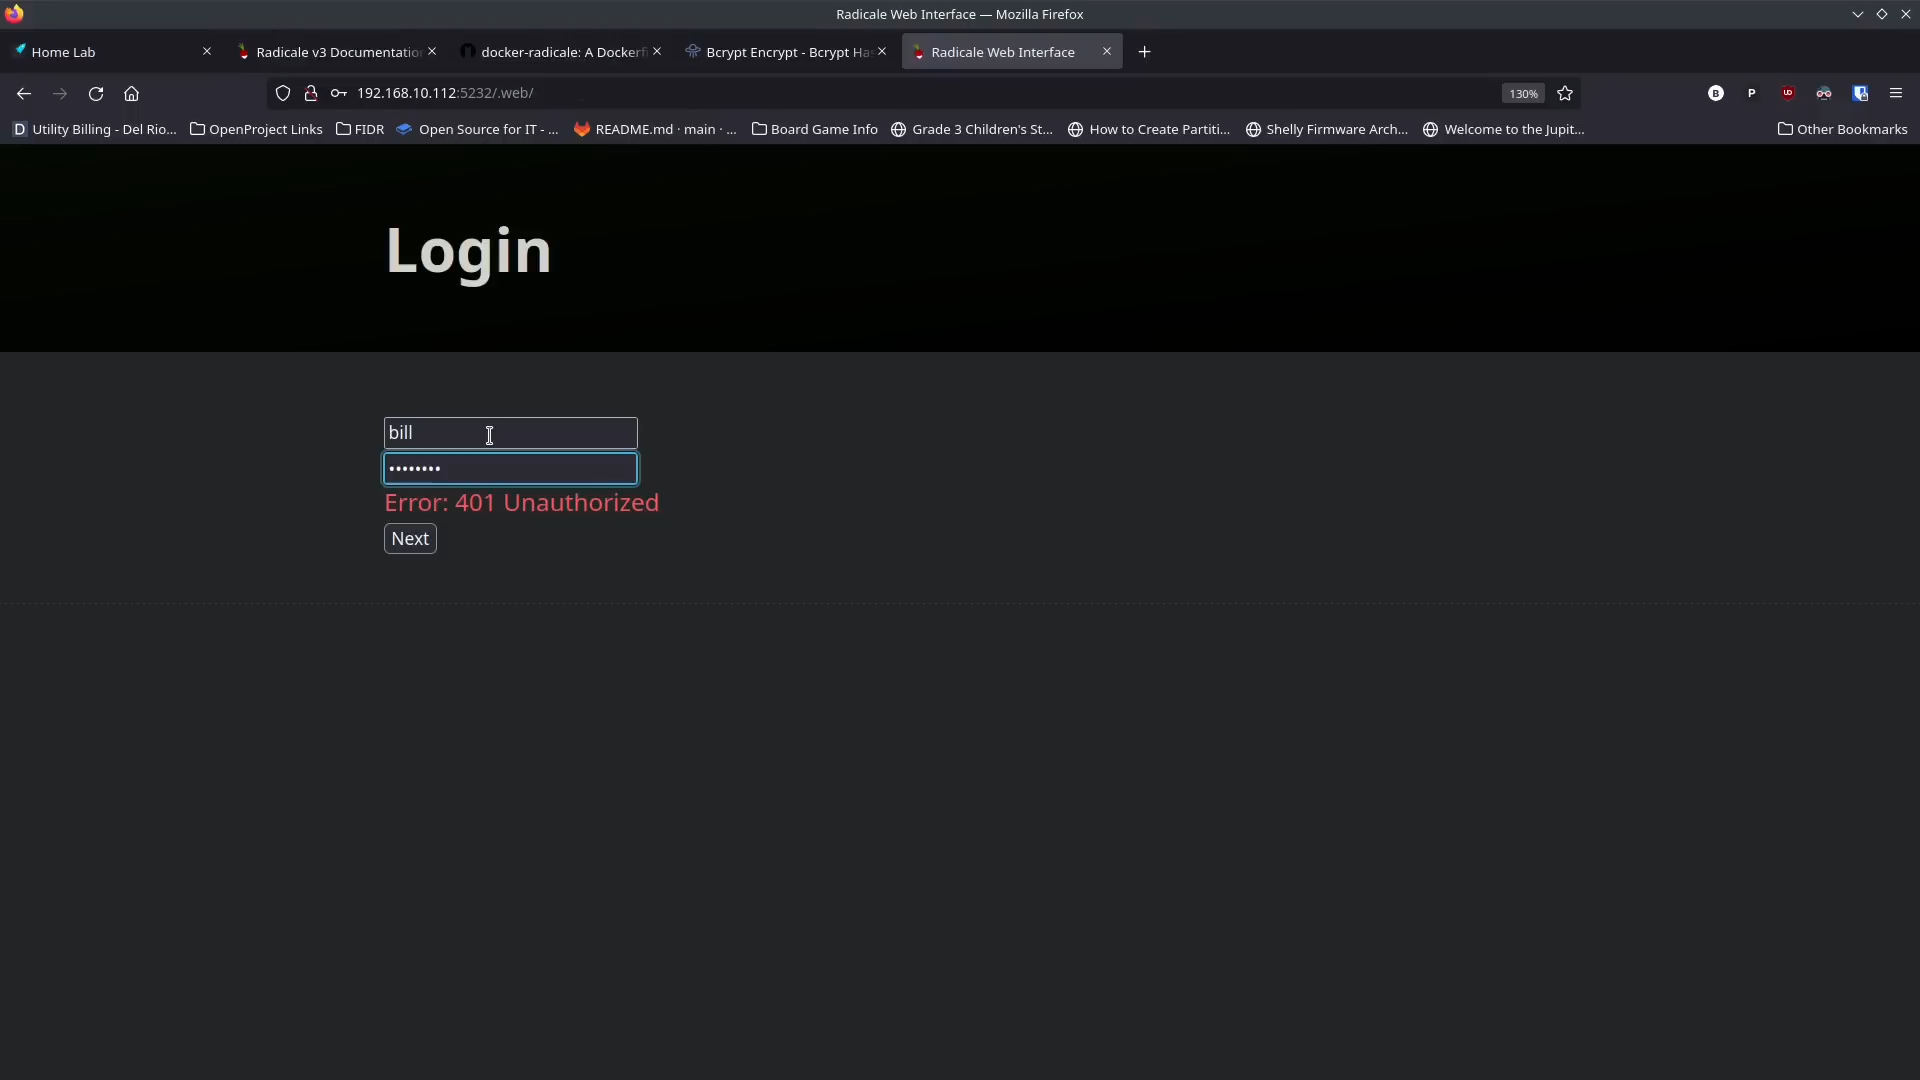 Radicale Web Interface — Mozilla Firefox
Home Lab
Radicale v3 Documentatio
docker-radicale: A Dockerf
Bcrypt Encrypt - Bcrypt Ha
Radicale Web Interface
192.168.10.112:5232/.web/
130%
B
P
UD
D Utility Billing - Del Rio...
OpenProject Links
FIDR
Open Source for IT - ...
README.md · main · ...
Board Game Info
Grade 3 Children's St...
How to Create Partiti...
Shelly Firmware Arch...
Welcome to the Jupit...
Other Bookmarks
Login
bill
••••••••
Error: 401 Unauthorized
Next